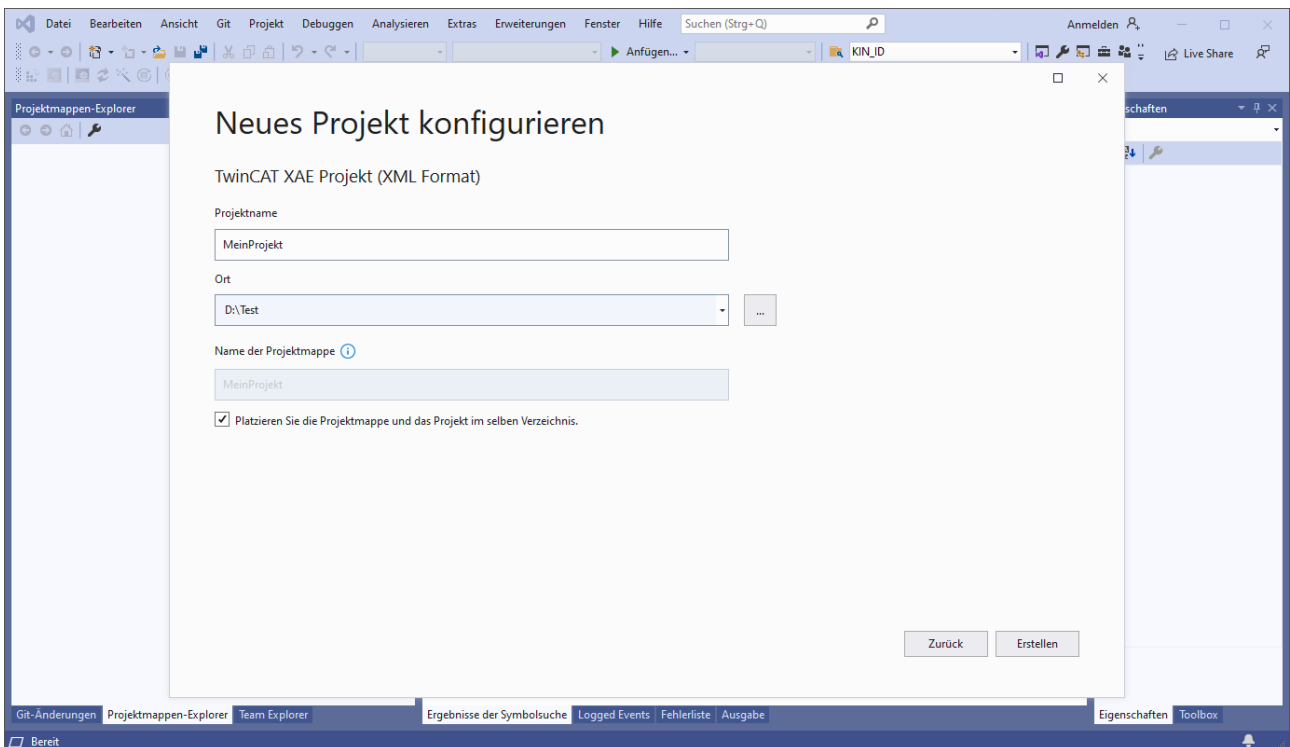 Datei Bearbeiten Ansicht Git Projekt Debuggen Analysieren Extras Erweiterungen Fenster Hilfe Suchen (Strg+Q) Anmelden
Anfügen... KIN_ID Live Share
Projektmappen-Explorer
schaften
Neues Projekt konfigurieren
TwinCAT XAE Projekt (XML Format)
Projektname
MeinProjekt
Ort
D:\Test
...
Name der Projektmappe
MeinProjekt
Platzieren Sie die Projektmappe und das Projekt im selben Verzeichnis.
Zurück Erstellen
Git-Änderungen Projektmappen-Explorer Team Explorer Ergebnisse der Symbolsuche Logged Events Fehlerliste Ausgabe Eigenschaften Toolbox
Bereit